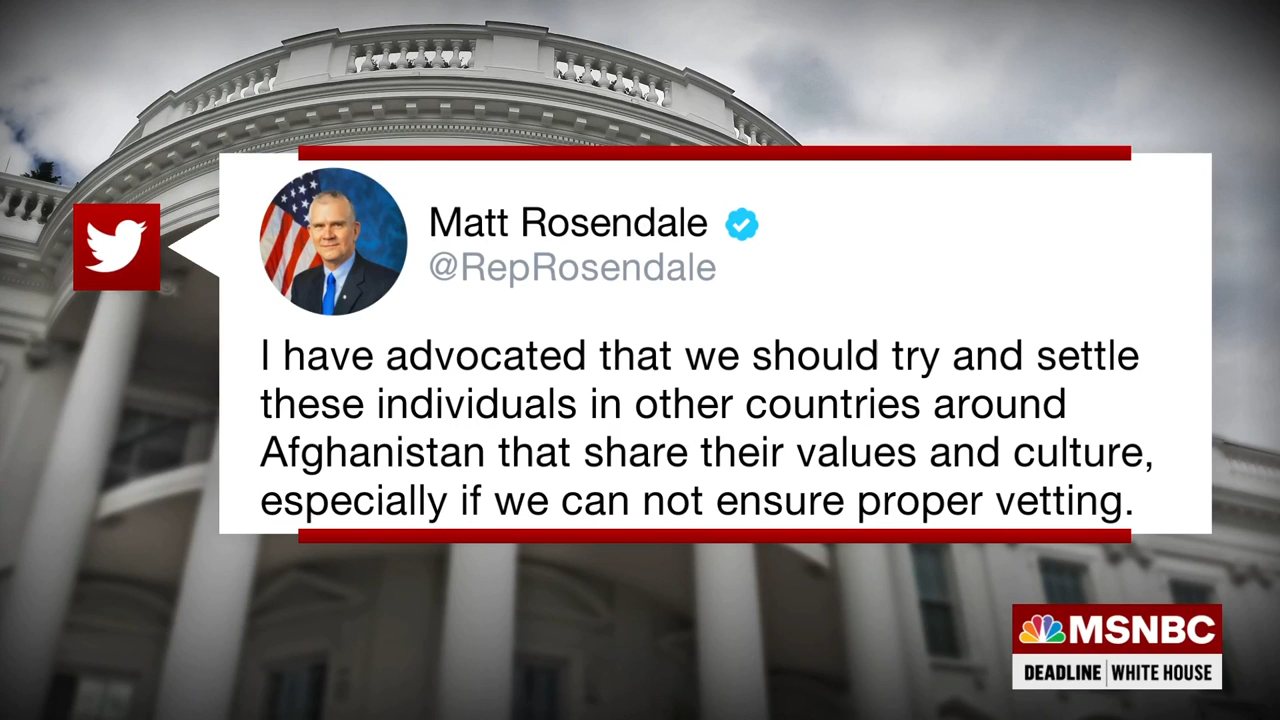 Matt Rosendale
@RepRosendale
I have advocated that we should try and settle
these individuals in other countries around
Afghanistan that share their values and culture,
especially if we can not ensure proper vetting.
MSNBC
DEADLINE WHITE HOUSE